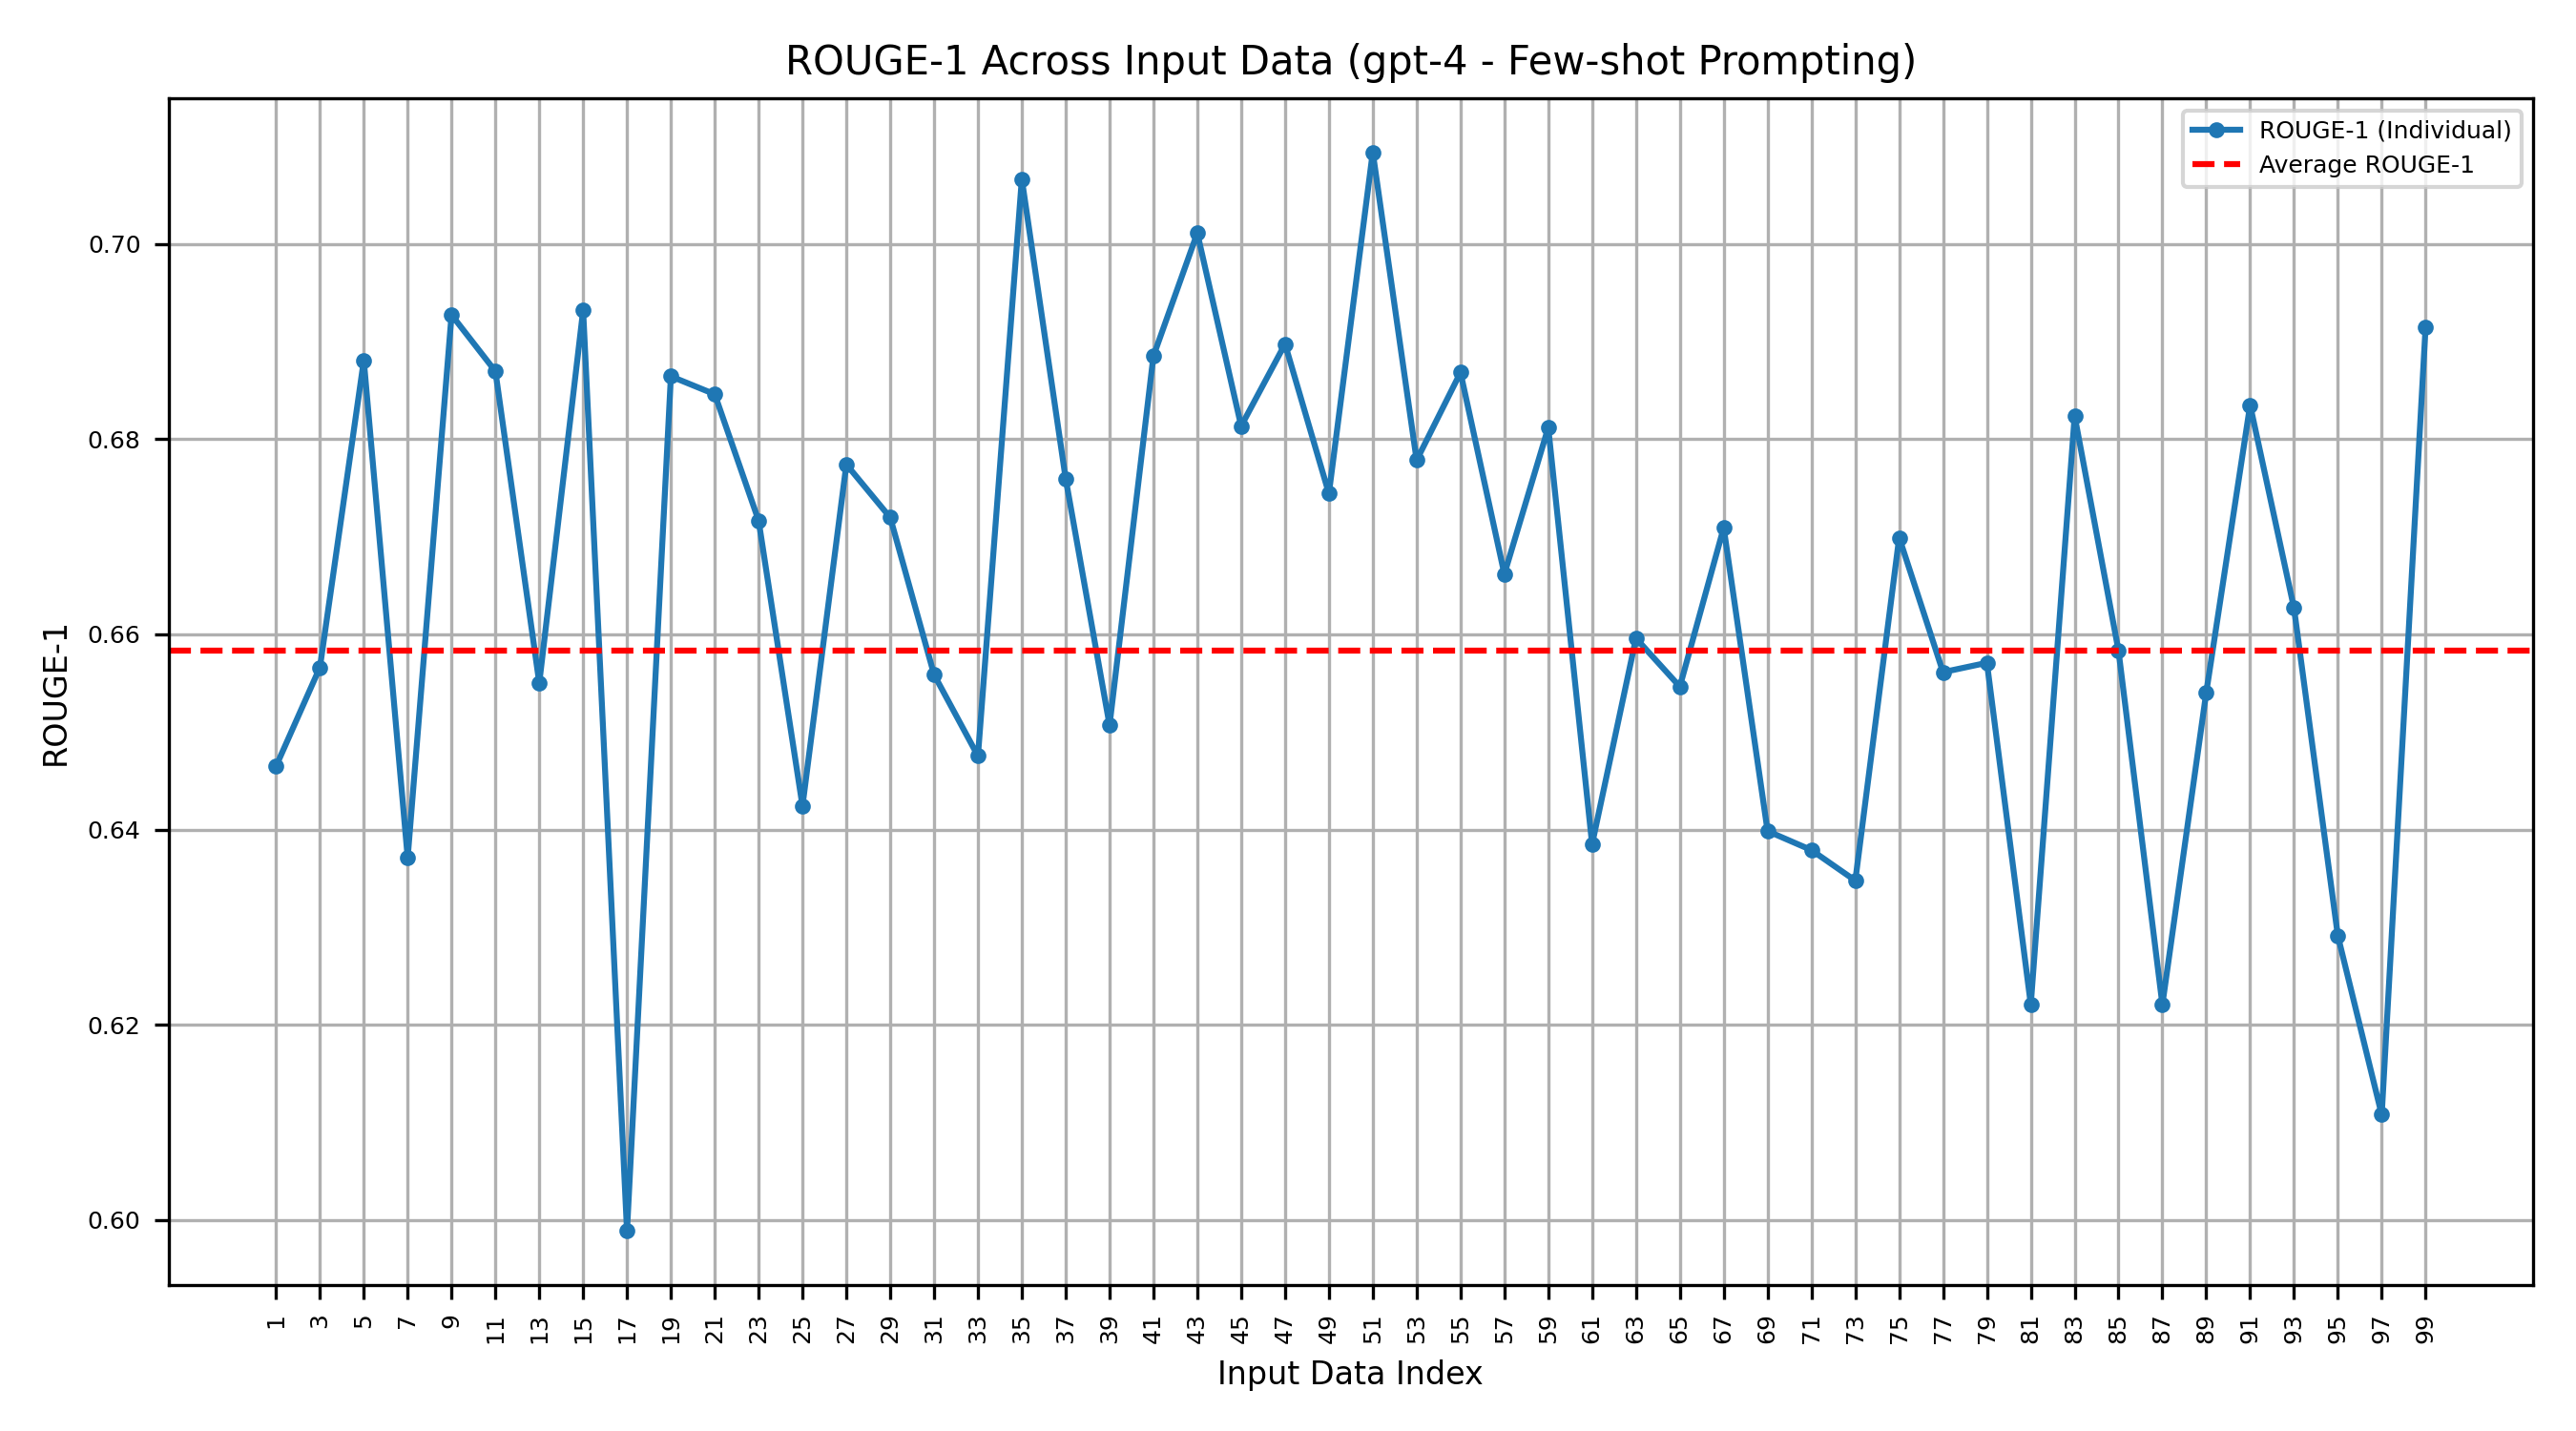 ROUGE-1 Across Input Data (gpt-4 - Few-shot Prompting)
ROUGE-1 (Individual)
Average ROUGE-1
ROUGE-1
0.70
0.68
0.66
0.64
0.62
0.60
1 3 5 7 9 11 13 15 17 19 21 23 25 27 29 31 33 35 37 39 41 43 45 47 49 51 53 55 57 59 61 63 65 67 69 71 73 75 77 79 81 83 85 87 89 91 93 95 97 99
Input Data Index